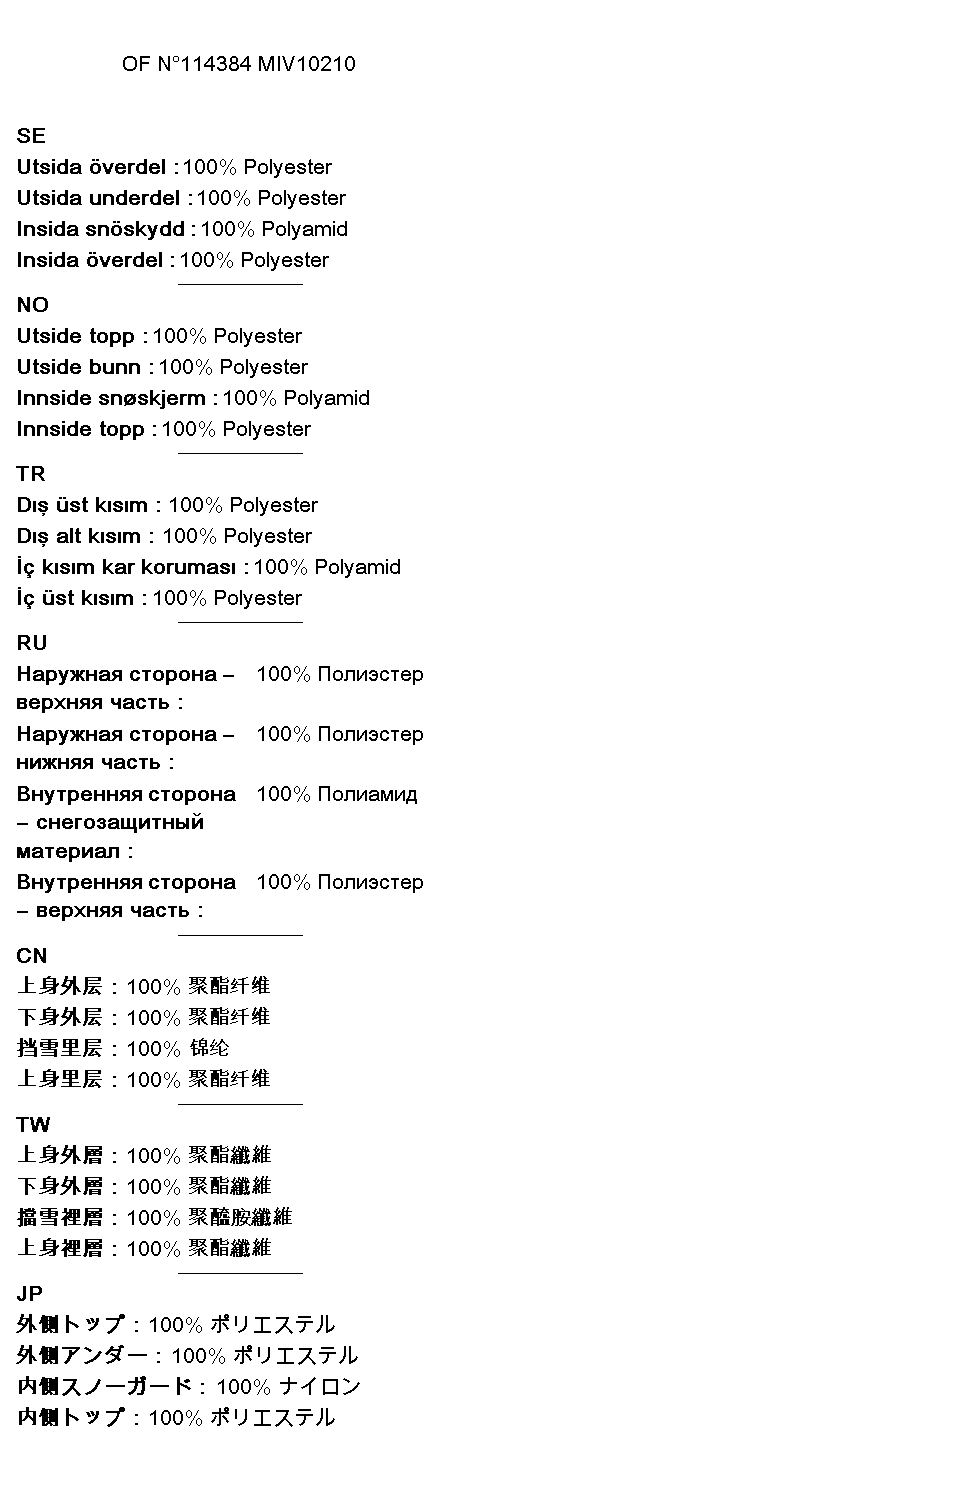 OF N°114384 MIV10210
SE
Utsida överdel : 100% Polyester
Utsida underdel : 100% Polyester
Insida snöskydd : 100% Polyamid
Insida överdel : 100% Polyester
NO
Utside topp : 100% Polyester
Utside bunn : 100% Polyester
Innside snøskjerm : 100% Polyamid
Innside topp : 100% Polyester
TR
Dış üst kısım : 100% Polyester
Dış alt kısım : 100% Polyester
İç kısım kar koruması : 100% Polyamid
İç üst kısım : 100% Polyester
RU
Наружная сторона – 100% Полиэстер
верхняя часть :
Наружная сторона – 100% Полиэстер
нижняя часть :
Внутренняя сторона 100% Полиамид
– снегозащитный
материал :
Внутренняя сторона 100% Полиэстер
– верхняя часть :
CN
上身外层 : 100% 聚酯纤维
下身外层 : 100% 聚酯纤维
挡雪里层 : 100% 锦纶
上身里层 : 100% 聚酯纤维
TW
上身外層 : 100% 聚酯纖維
下身外層 : 100% 聚酯纖維
擋雪裡層 : 100% 聚醯胺纖維
上身裡層 : 100% 聚酯纖維
JP
外側トップ : 100% ポリエステル
外側アンダー : 100% ポリエステル
内側スノーガード : 100% ナイロン
内側トップ : 100% ポリエステル